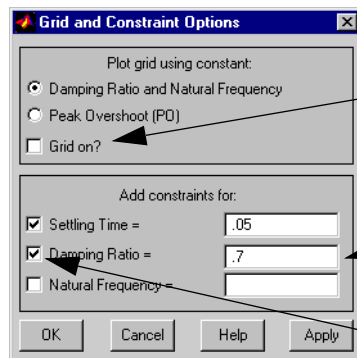 Grid and Constraint Options
Plot grid using constant:
Damping Ratio and Natural Frequency
Peak Overshoot (PO)
Grid on?
Add constraints for:
Settling Time = .05
Damping Ratio = .7
Natural Frequency =
OK Cancel Help Apply